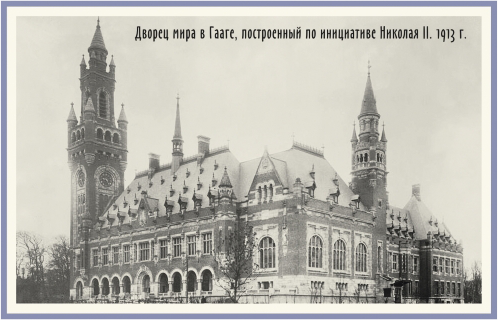 Дворец мира в Гааге, построенный по инициативе Николая II. 1913 г.